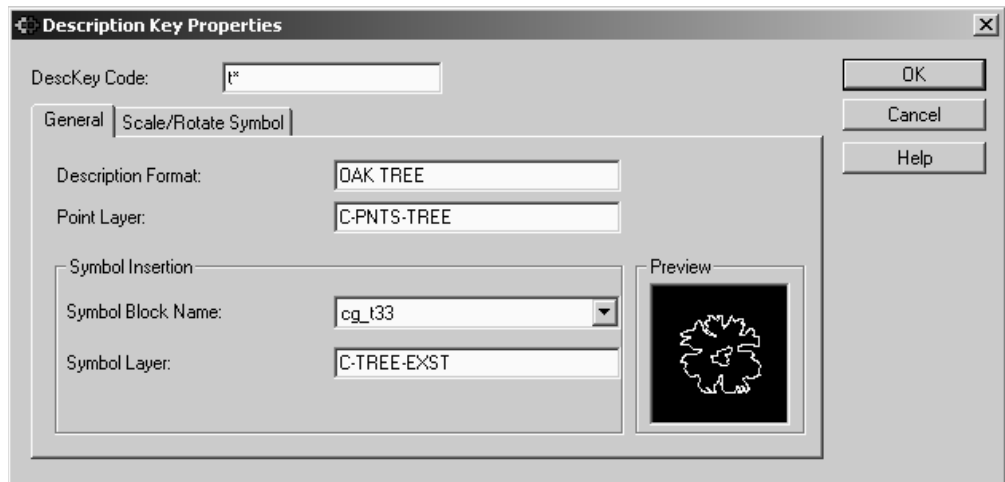 Description Key Properties
DescKey Code: t*
OK
Cancel
Help
General Scale/Rotate Symbol
Description Format: OAK TREE
Point Layer: C-PNTS-TREE
Symbol Insertion
Symbol Block Name: cg_t33
Symbol Layer: C-TREE-EXST
Preview